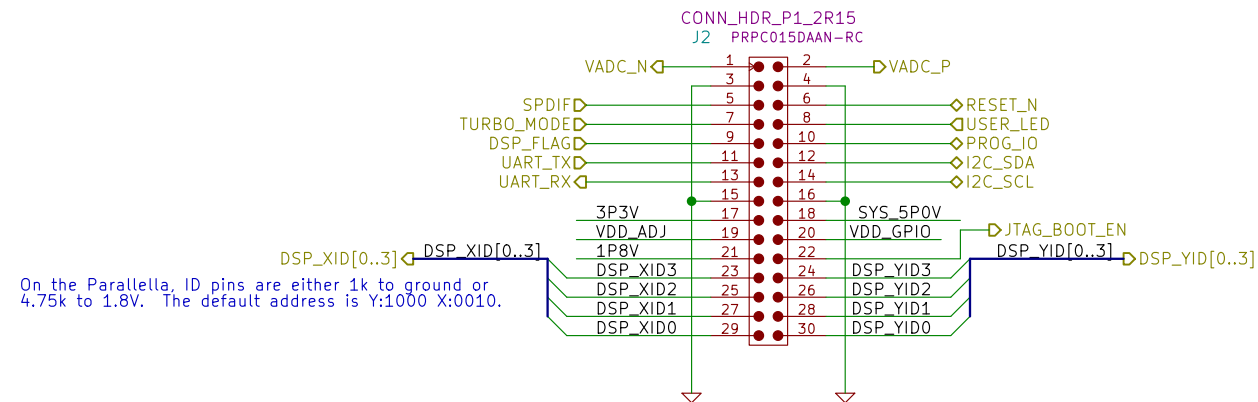 CONN_HDR_P1_2R15
J2 PRPC015DAAN-RC
VADC_N 1 2 VADC_P
3 4
SPDIF 5 6 RESET_N
TURBO_MODE 7 8 USER_LED
DSP_FLAG 9 10 PROG_IO
UART_TX 11 12 I2C_SDA
UART_RX 13 14 I2C_SCL
15 16
3P3V 17 18 SYS_5P0V
VDD_ADJ 19 20 VDD_GPIO JTAG_BOOT_EN
DSP_XID[0..3] DSP_XID[0..3] 1P8V 21 22 DSP_YID[0..3] DSP_YID[0..3]
DSP_XID3 23 24 DSP_YID3
On the Parallella, ID pins are either 1k to ground or
DSP_XID2 25 26 DSP_YID2
4.75k to 1.8V. The default address is Y:1000 X:0010.
DSP_XID1 27 28 DSP_YID1
DSP_XID0 29 30 DSP_YID0